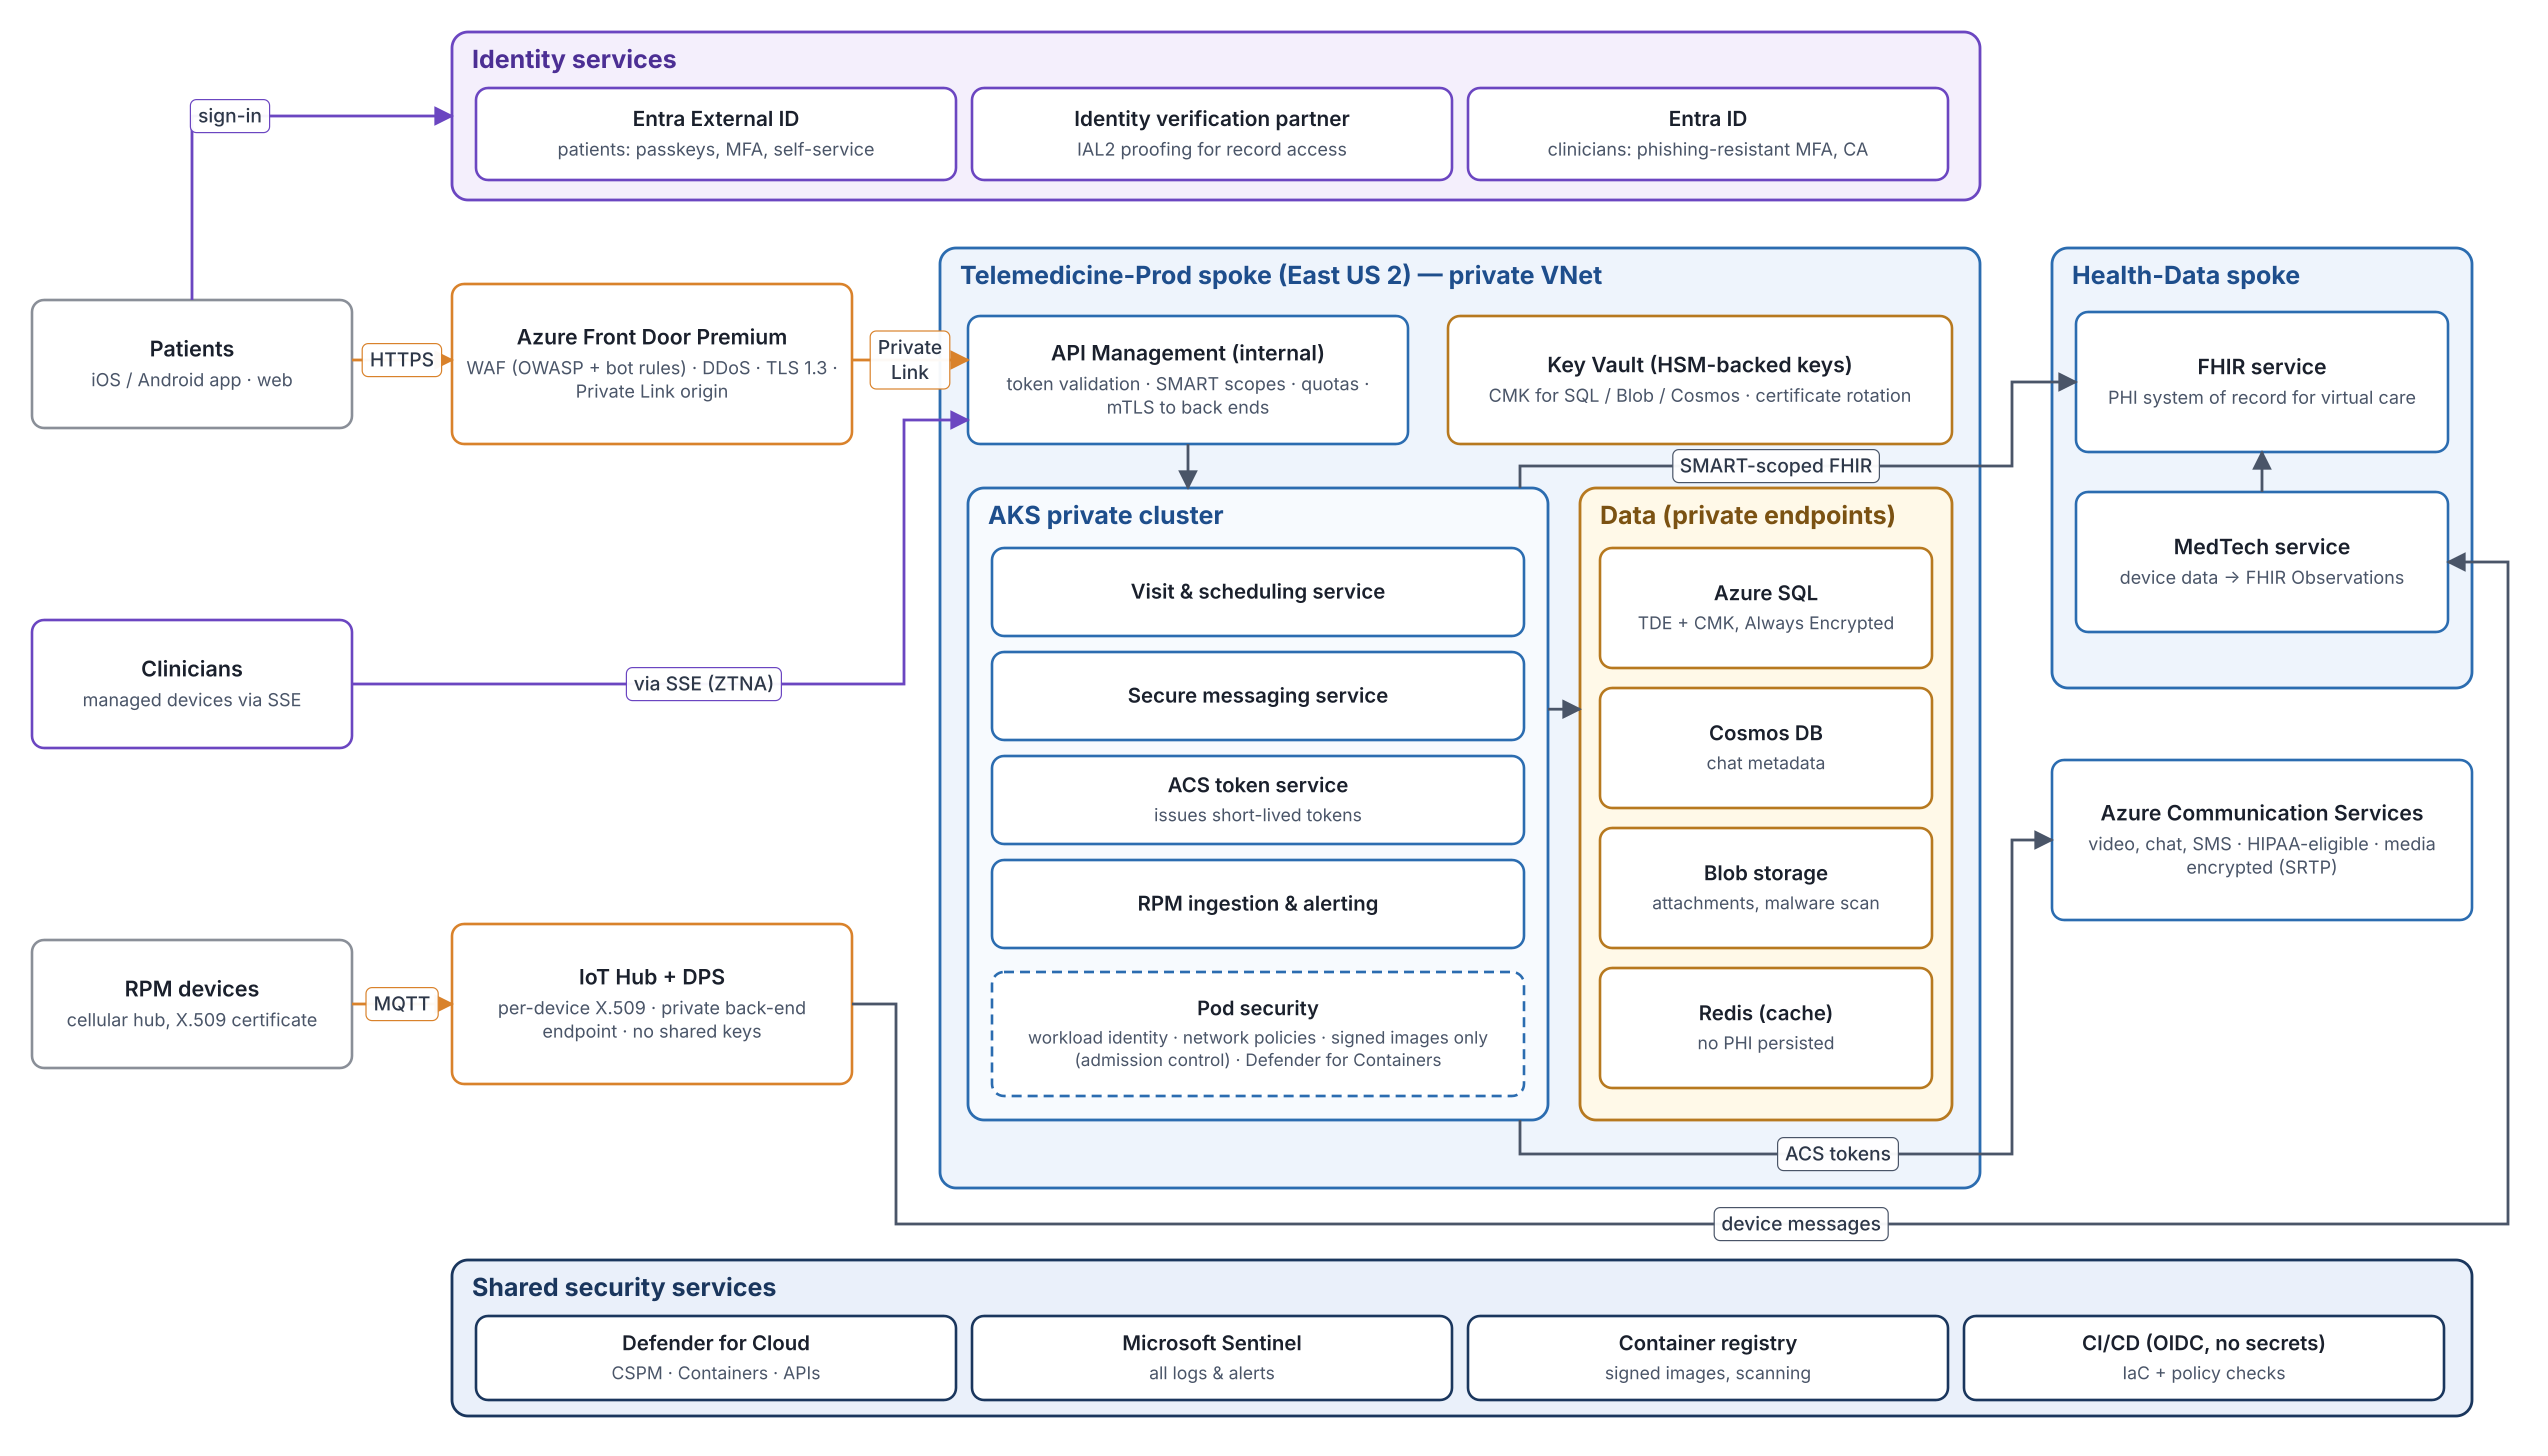 Identity services
Entra External ID
patients: passkeys, MFA, self-service
Identity verification partner
IAL2 proofing for record access
Entra ID
clinicians: phishing-resistant MFA, CA
sign-in
Patients
iOS / Android app · web
HTTPS
Azure Front Door Premium
WAF (OWASP + bot rules) · DDoS · TLS 1.3 ·
Private Link origin
Private
Link
Telemedicine-Prod spoke (East US 2) — private VNet
API Management (internal)
token validation · SMART scopes · quotas ·
mTLS to back ends
Key Vault (HSM-backed keys)
CMK for SQL / Blob / Cosmos · certificate rotation
SMART-scoped FHIR
Health-Data spoke
FHIR service
PHI system of record for virtual care
MedTech service
device data → FHIR Observations
Clinicians
managed devices via SSE
via SSE (ZTNA)
AKS private cluster
Visit & scheduling service
Secure messaging service
ACS token service
issues short-lived tokens
RPM ingestion & alerting
Pod security
workload identity · network policies · signed images only
(admission control) · Defender for Containers
Data (private endpoints)
Azure SQL
TDE + CMK, Always Encrypted
Cosmos DB
chat metadata
Blob storage
attachments, malware scan
Redis (cache)
no PHI persisted
Azure Communication Services
video, chat, SMS · HIPAA-eligible · media
encrypted (SRTP)
RPM devices
cellular hub, X.509 certificate
MQTT
IoT Hub + DPS
per-device X.509 · private back-end
endpoint · no shared keys
ACS tokens
device messages
Shared security services
Defender for Cloud
CSPM · Containers · APIs
Microsoft Sentinel
all logs & alerts
Container registry
signed images, scanning
CI/CD (OIDC, no secrets)
IaC + policy checks